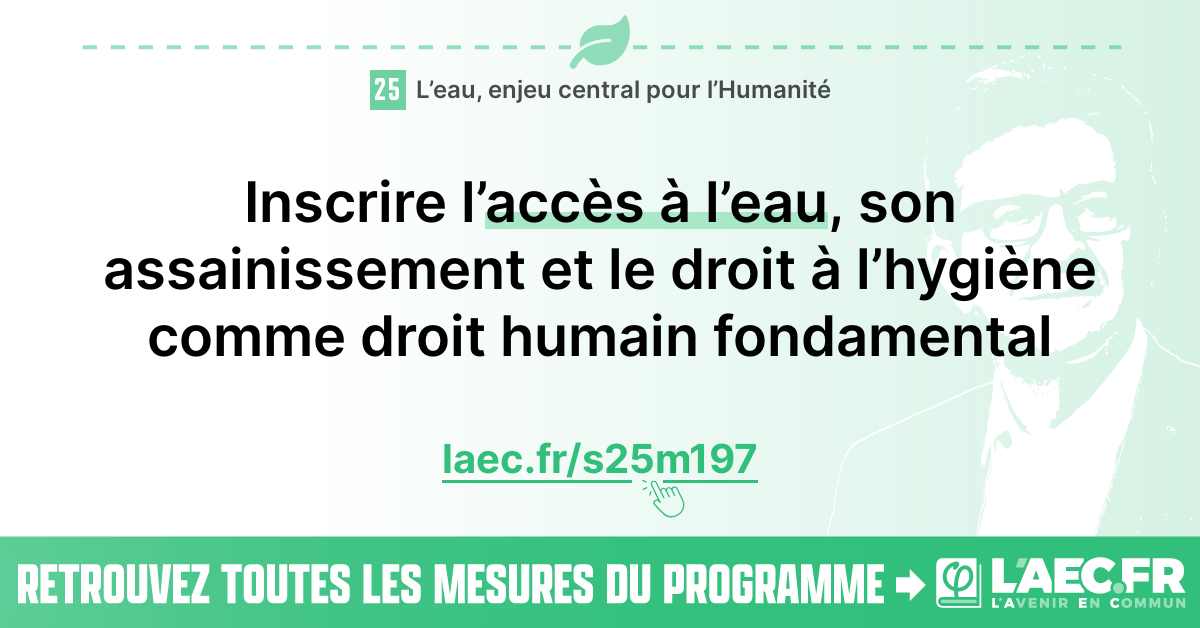 25 L’eau, enjeu central pour l’Humanité
Inscrire l’accès à l’eau, son
assainissement et le droit à l’hygiène
comme droit humain fondamental
laec.fr/s25m197
RETROUVEZ TOUTES LES MESURES DU PROGRAMME
L'AEC.FR
L'AVENIR EN COMMUN